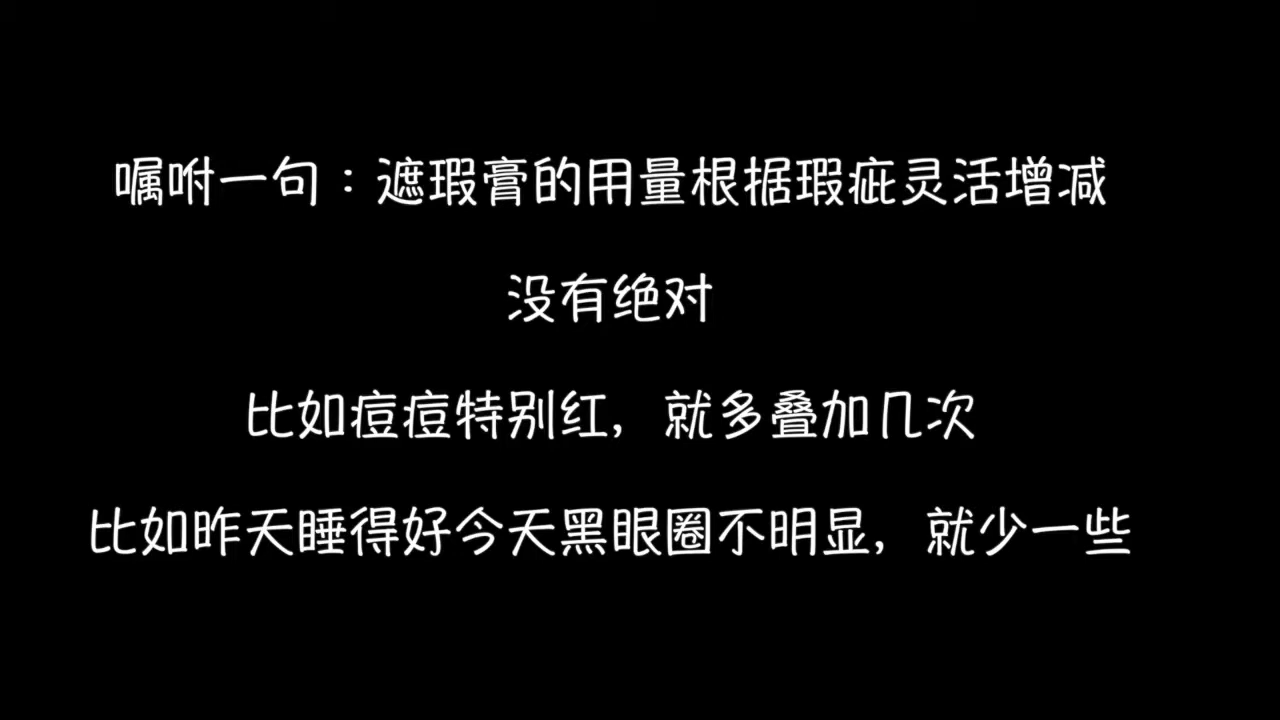 嘱咐一句：遮瑕膏的用量根据瑕疵灵活增减
没有绝对
比如痘痘特别红，就多叠加几次
比如昨天睡得好今天黑眼圈不明显，就少一些